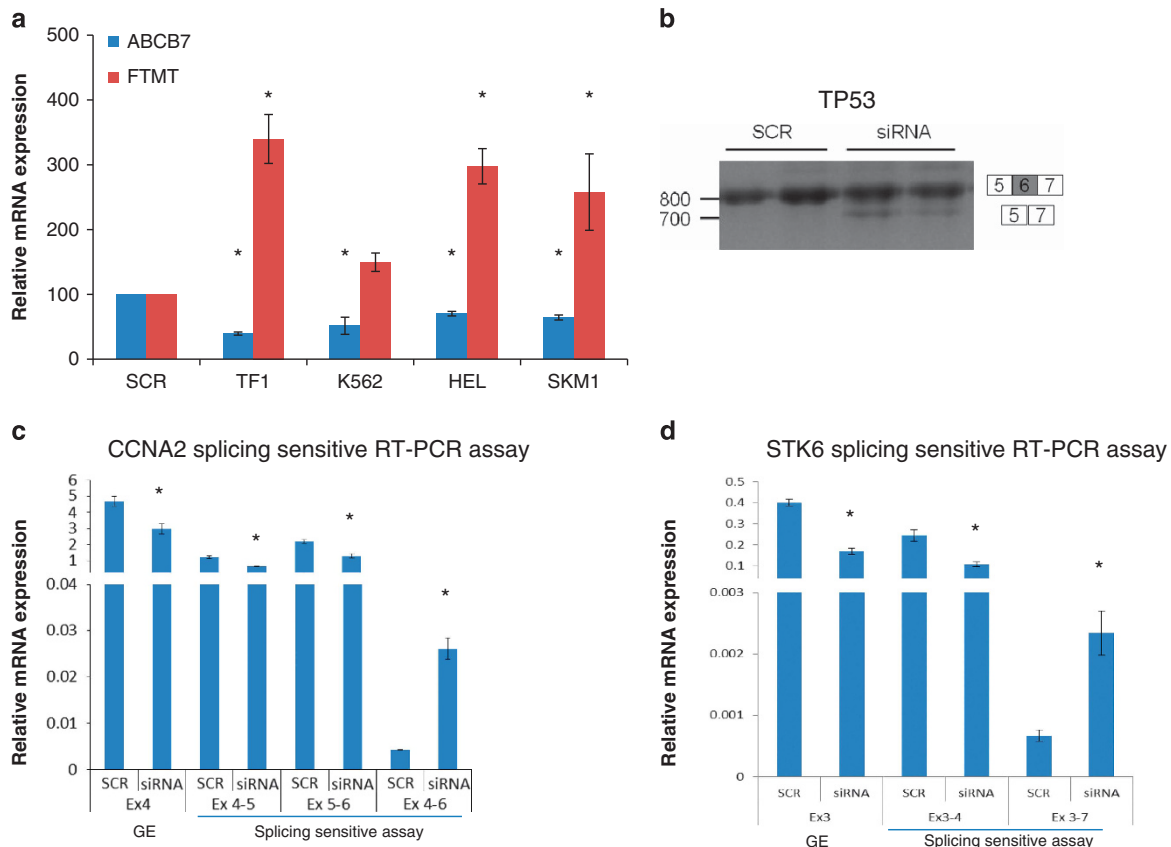 a
500
400
300
200
100
0
Relative mRNA expression
ABCB7
FTMT
* * * * * * *
SCR TF1 K562 HEL SKM1
b
TP53
SCR siRNA
800
700
5 6 7
5 7
c
CCNA2 splicing sensitive RT-PCR assay
Relative mRNA expression
6
5
4
3
2
1
0.04
0.03
0.02
0.01
0
* * * *
SCR siRNA SCR siRNA SCR siRNA SCR siRNA
Ex4 Ex 4-5 Ex 5-6 Ex 4-6
GE Splicing sensitive assay
d
STK6 splicing sensitive RT-PCR assay
Relative mRNA expression
0.5
0.4
0.3
0.2
0.1
0.003
0.002
0.001
0
* * *
SCR siRNA SCR siRNA SCR siRNA
Ex3 Ex3-4 Ex 3-7
GE Splicing sensitive assay